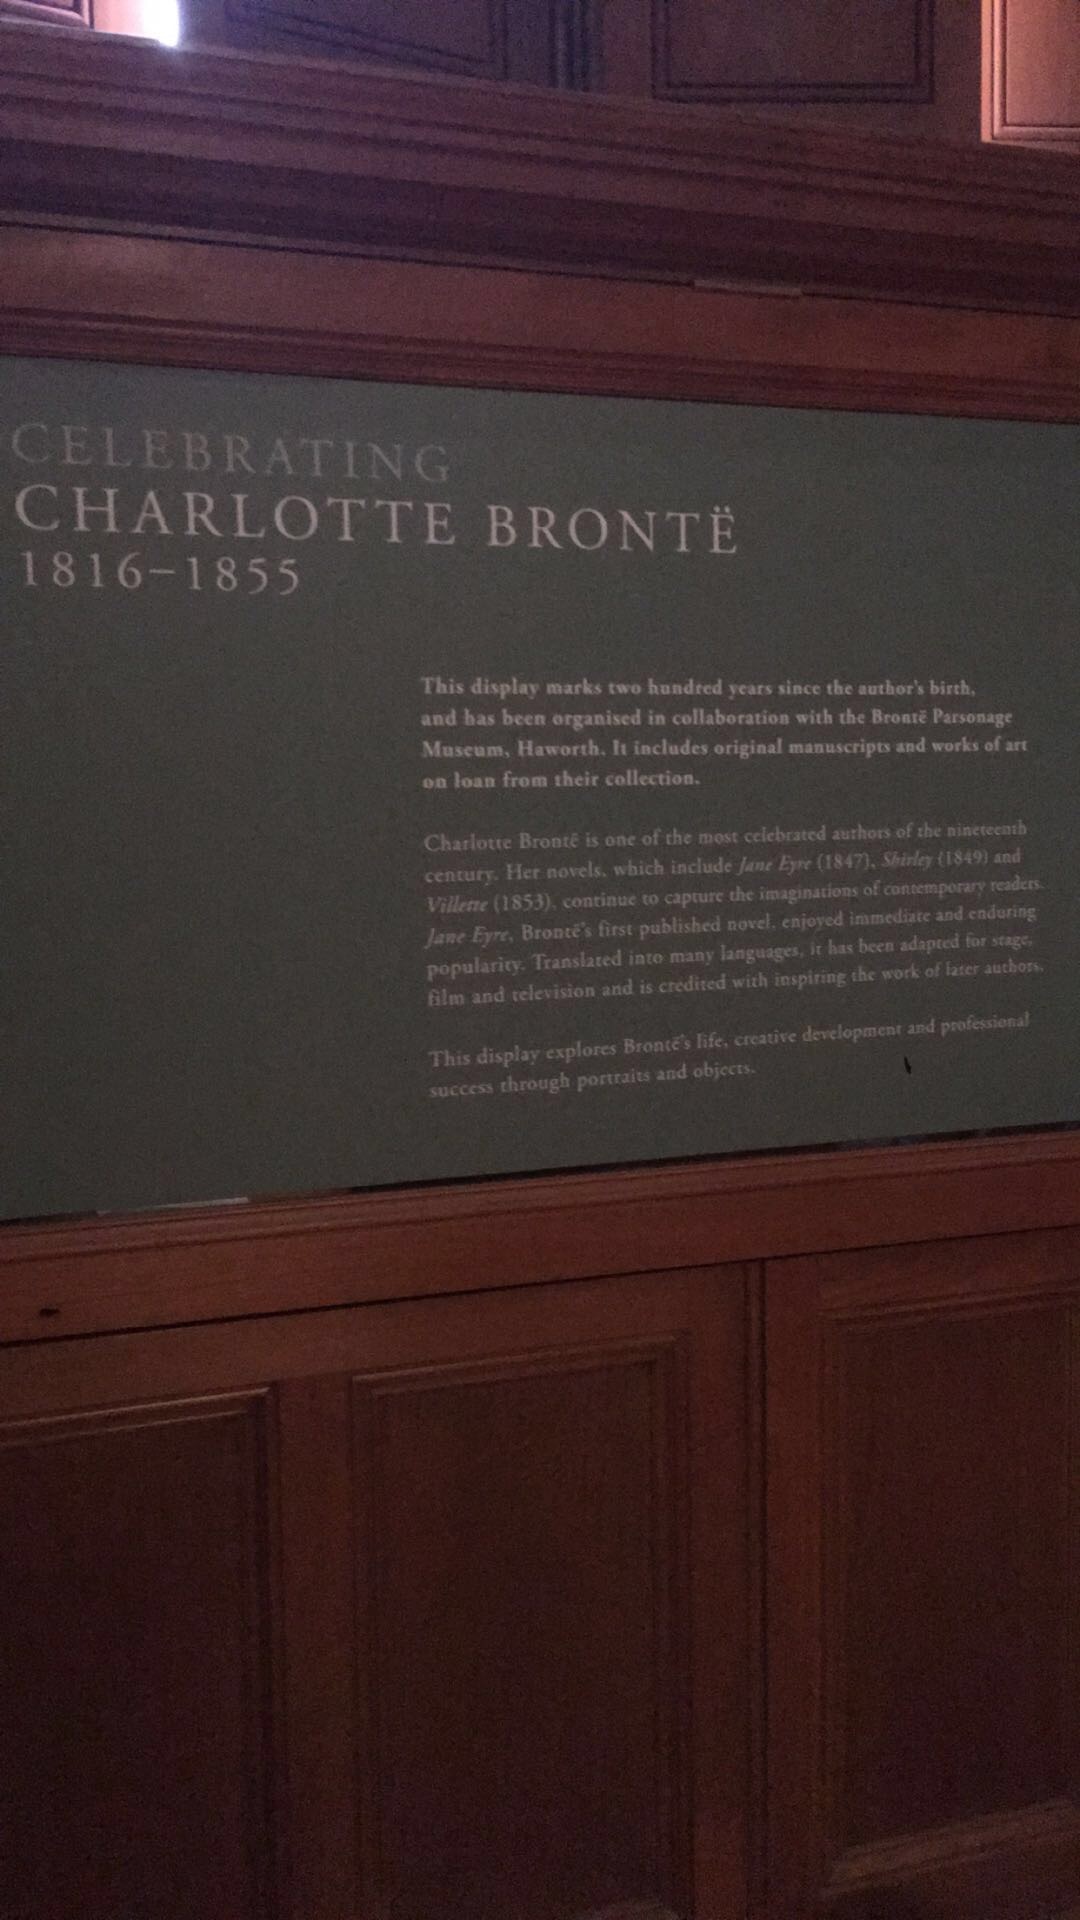 CELEBRATING
CHARLOTTE BRONTË
1816–1855
This display marks two hundred years since the author's birth,
and has been organised in collaboration with the Brontë Parsonage
Museum, Haworth. It includes original manuscripts and works of art
on loan from their collection.
Charlotte Brontë is one of the most celebrated authors of the nineteenth
century. Her novels, which include Jane Eyre (1847), Shirley (1849) and
Villette (1853), continue to capture the imaginations of contemporary readers.
Jane Eyre, Brontë's first published novel, enjoyed immediate and enduring
popularity. Translated into many languages, it has been adapted for stage,
film and television and is credited with inspiring the work of later authors.
This display explores Brontë's life, creative development and professional
success through portraits and objects.